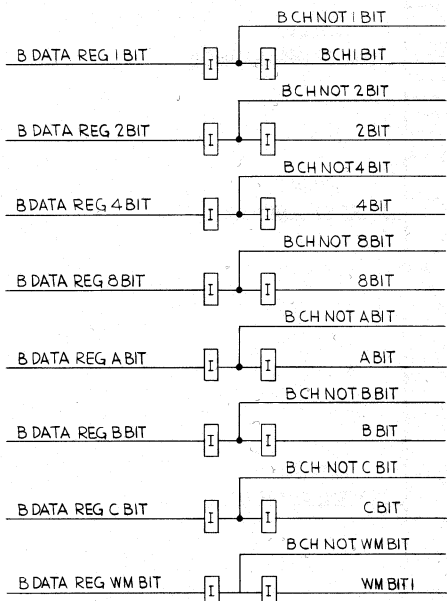 B CH NOT 1 BIT
B DATA REG 1 BIT I I B CH 1 BIT
B CH NOT 2 BIT
B DATA REG 2 BIT I I 2 BIT
B CH NOT 4 BIT
B DATA REG 4 BIT I I 4 BIT
B CH NOT 8 BIT
B DATA REG 8 BIT I I 8 BIT
B CH NOT A BIT
B DATA REG A BIT I I A BIT
B CH NOT B BIT
B DATA REG B BIT I I B BIT
B CH NOT C BIT
B DATA REG C BIT I I C BIT
B CH NOT WM BIT
B DATA REG WM BIT I I WM BIT 1